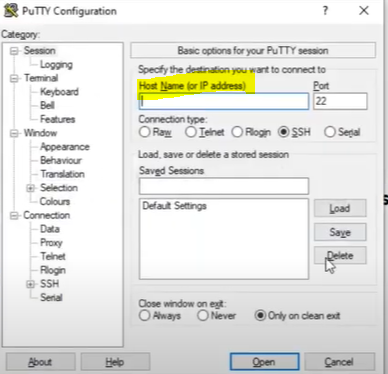 PuTTY Configuration
? X
Category:
Session
Logging
Terminal
Keyboard
Bell
Features
Window
Appearance
Behaviour
Translation
Selection
Colours
Connection
Data
Proxy
Telnet
Rlogin
SSH
Serial
Basic options for your PuTTY session
Specify the destination you want to connect to
Host Name (or IP address) Port
22
Connection type:
Raw Telnet Rlogin SSH Serial
Load, save or delete a stored session
Saved Sessions
Default Settings
Load
Save
Delete
Close window on exit:
Always Never Only on clean exit
About Help Open Cancel